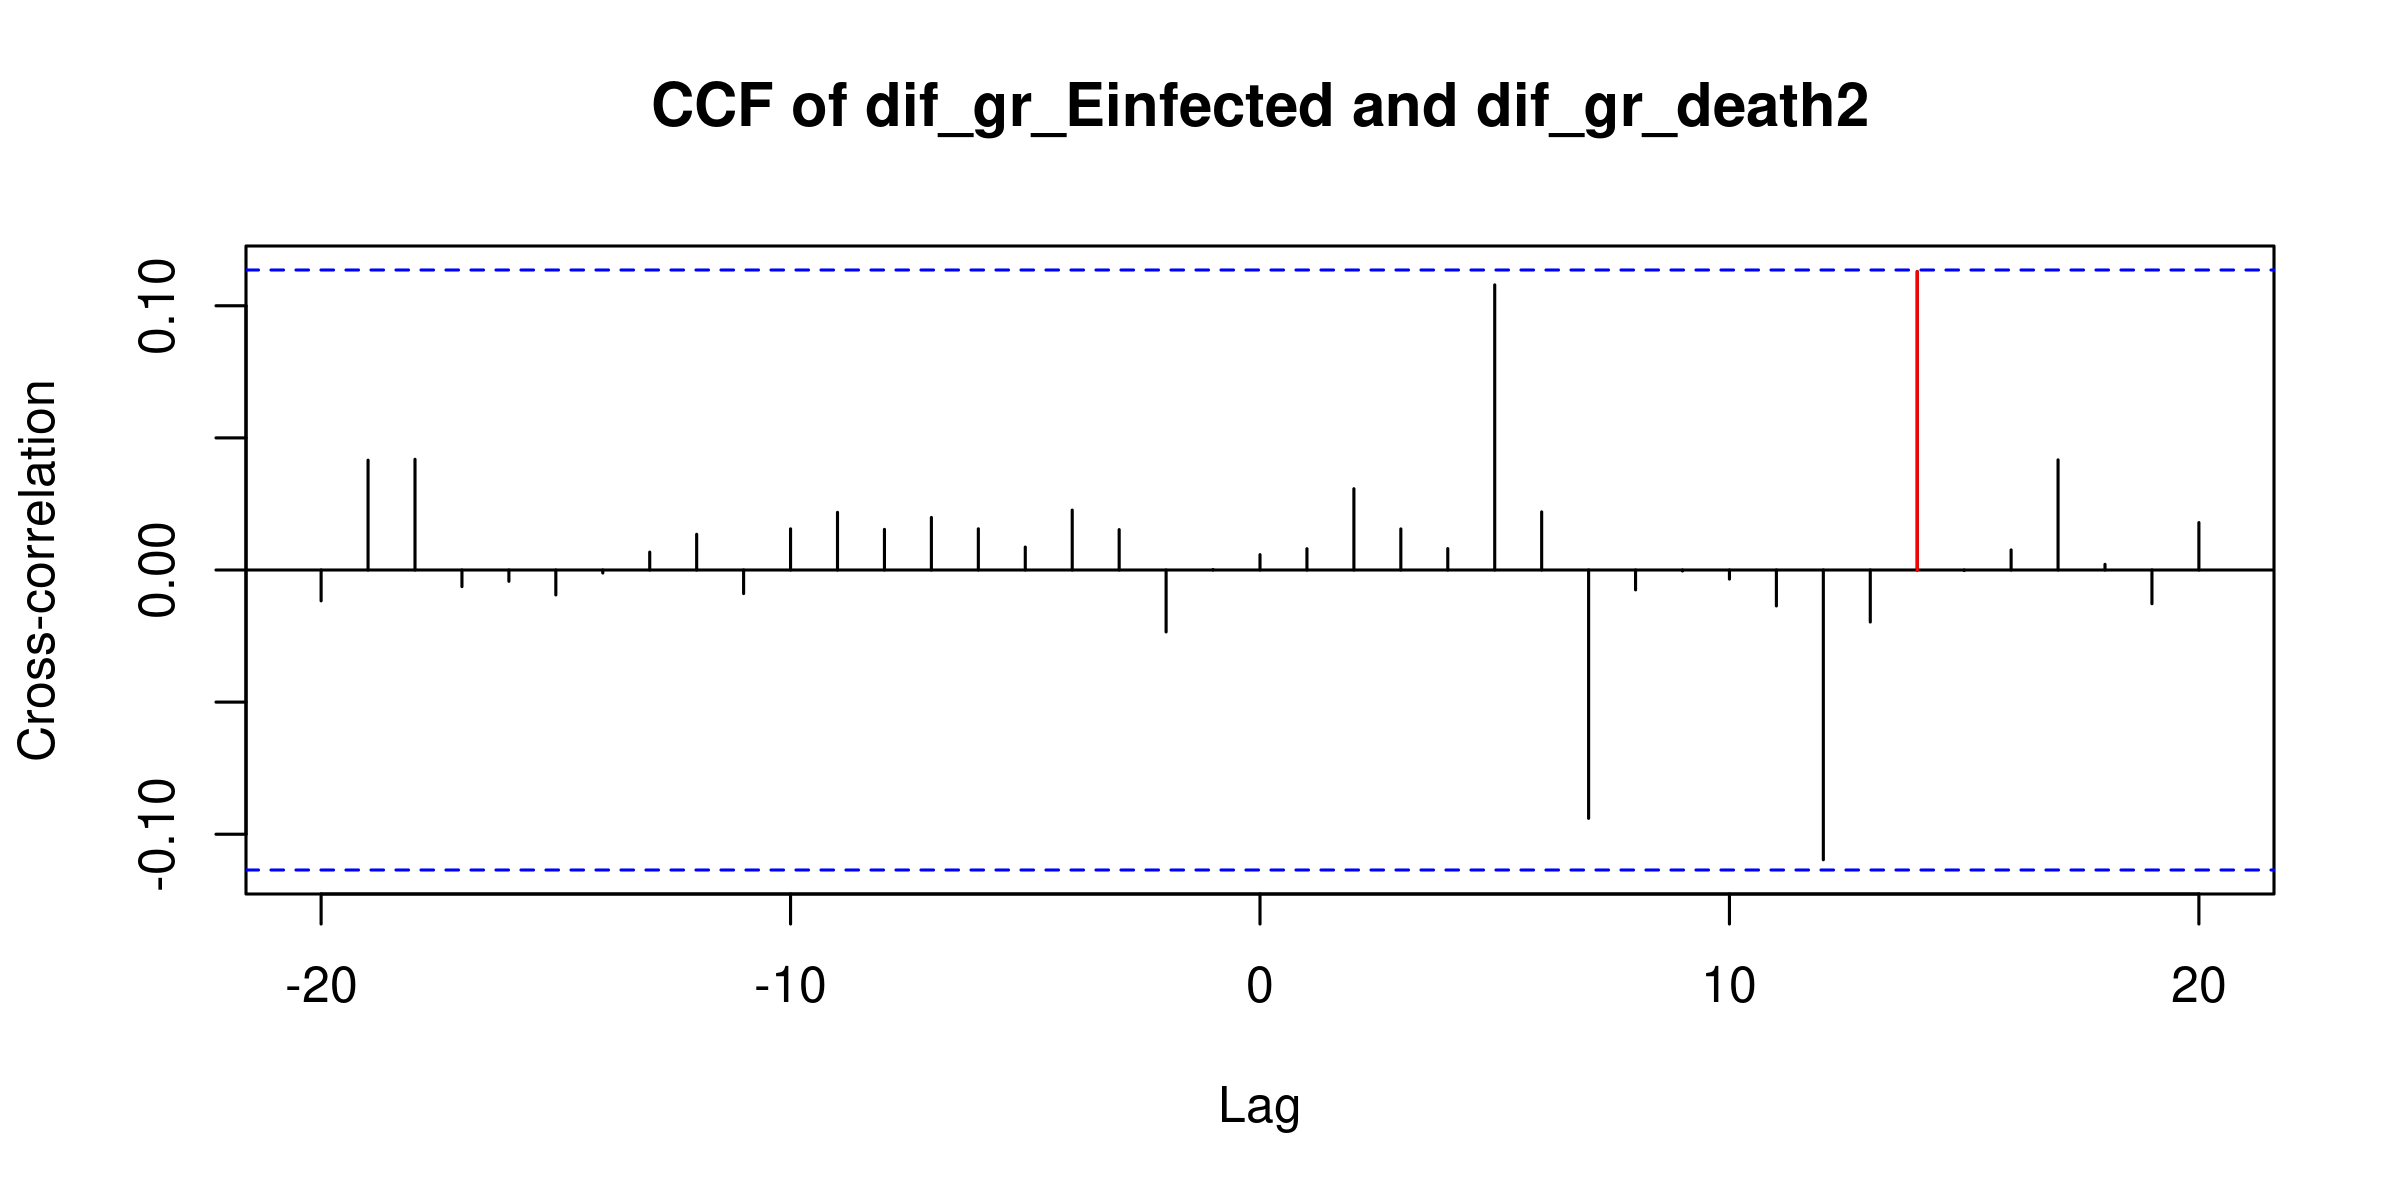 CCF of dif_gr_Einfected and dif_gr_death2
Cross-correlation
0.10
0.00
-0.10
-20 -10 0 10 20
Lag